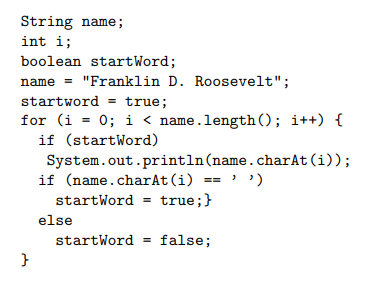 String name;
int i;
boolean startWord;
name = "Franklin D. Roosevelt";
startword = true;
for (i = 0; i < name.length(); i++) {
if (startWord)
System.out.println(name.charAt(i));
if (name.charAt(i) == ’ ’)
startWord = true;}
else
startWord = false;
}